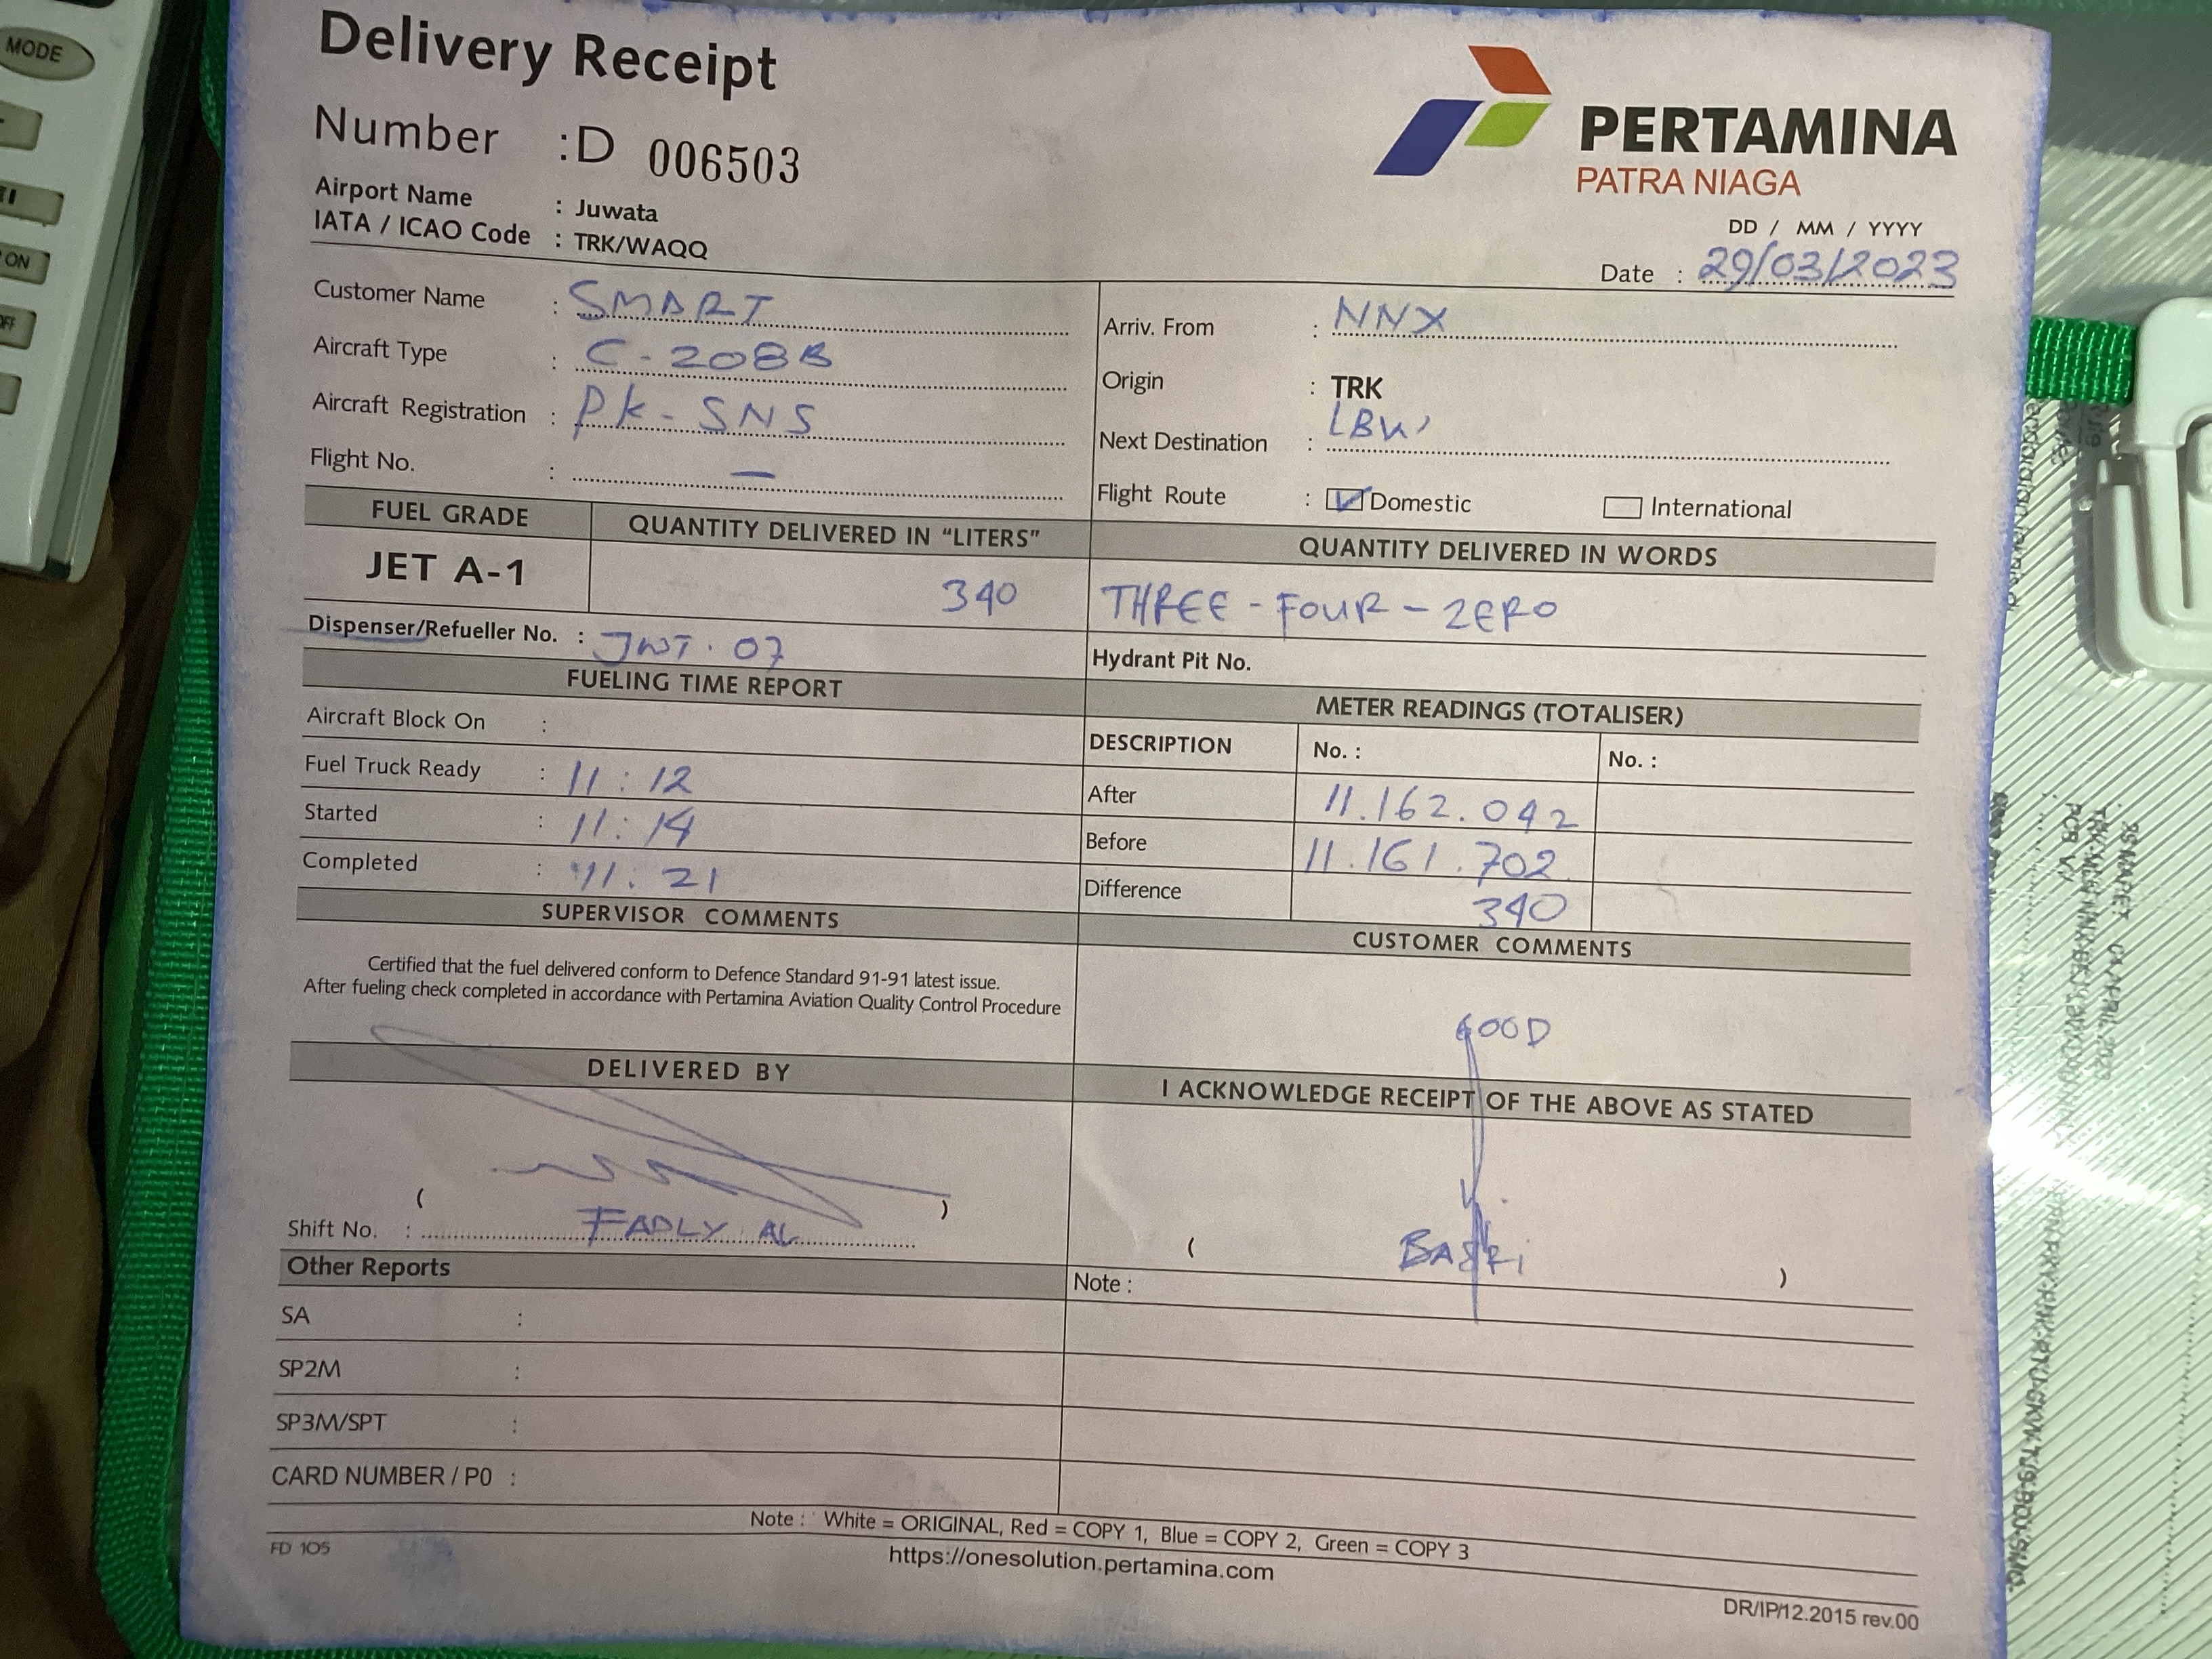 MODE
ON
Delivery Receipt
Number :D 006503
PERTAMINA
PATRA NIAGA
Airport Name : Juwata
IATA / ICAO Code : TRK/WAQQ
DD / MM / YYYY
Date : 29/03/2023
Customer Name : SMART
Aircraft Type : C-208B
Aircraft Registration : PK-SNS
Flight No. : —
Arriv. From : NNX
Origin : TRK
Next Destination : LBW
Flight Route : Domestic International
FUEL GRADE QUANTITY DELIVERED IN “LITERS” QUANTITY DELIVERED IN WORDS
JET A-1 340 THREE - FOUR - ZERO
Dispenser/Refueller No. : JWT. 07 Hydrant Pit No.
FUELING TIME REPORT
Aircraft Block On :
Fuel Truck Ready : 11:12
Started : 11:14
Completed : 11:21
METER READINGS (TOTALISER)
DESCRIPTION No. : No. :
After 11.162.042
Before 11.161.702
Difference 340
SUPERVISOR COMMENTS
Certified that the fuel delivered conform to Defence Standard 91-91 latest issue.
After fueling check completed in accordance with Pertamina Aviation Quality Control Procedure
CUSTOMER COMMENTS
GOOD
DELIVERED BY
( )
Shift No. : FADLY AL
I ACKNOWLEDGE RECEIPT OF THE ABOVE AS STATED
( BASRi )
Other Reports
SA :
SP2M :
SP3M/SPT :
CARD NUMBER / P0 :
Note :
Note : White = ORIGINAL, Red = COPY 1, Blue = COPY 2, Green = COPY 3
FD 105
https://onesolution.pertamina.com
DR/IP/12.2015 rev.00